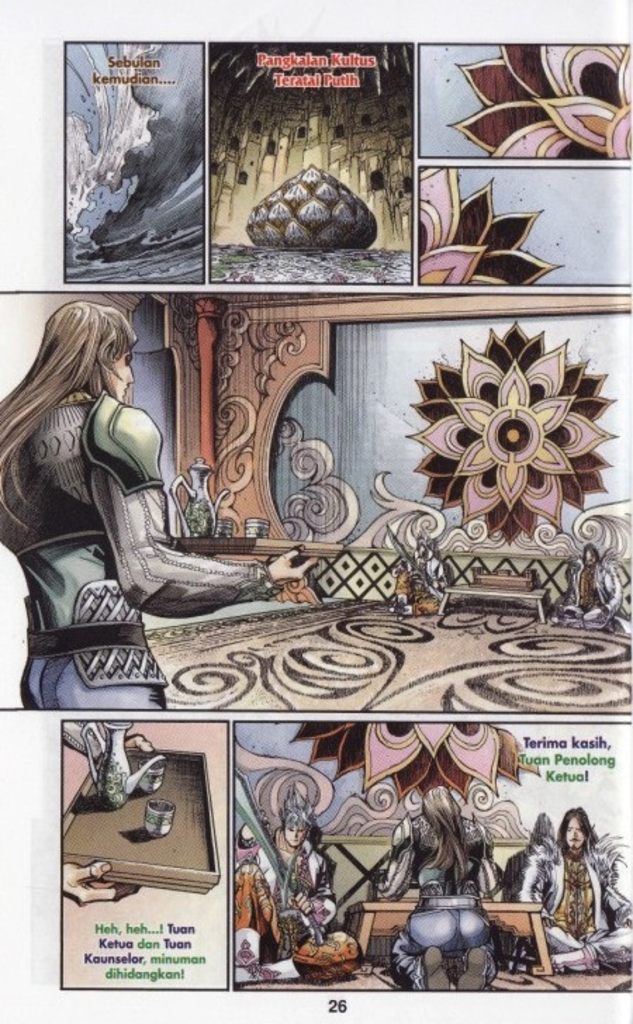 Sebulan
kemudian....
Pangkalan Kultus
Teratai Putih
Heh, heh...! Tuan
Ketua dan Tuan
Kaunselor, minuman
dihidangkan!
Terima kasih,
Tuan Penolong
Ketua!
26